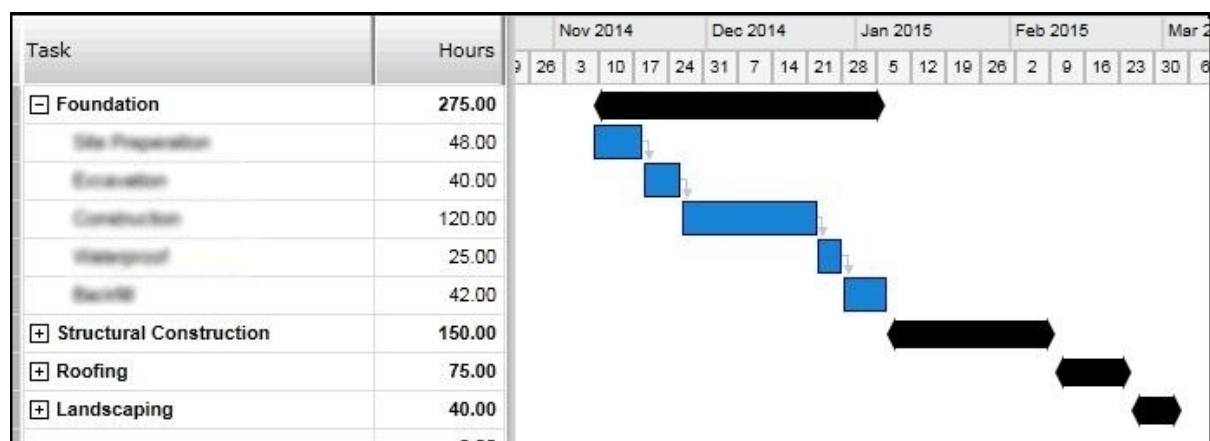 Nov 2014 Dec 2014 Jan 2015 Feb 2015 Mar
Task Hours
26 3 10 17 24 31 7 14 21 28 5 12 19 26 2 9 16 23 30 6
Foundation 275.00
48.00
40.00
120.00
25.00
42.00
Structural Construction 150.00
Roofing 75.00
Landscaping 40.00